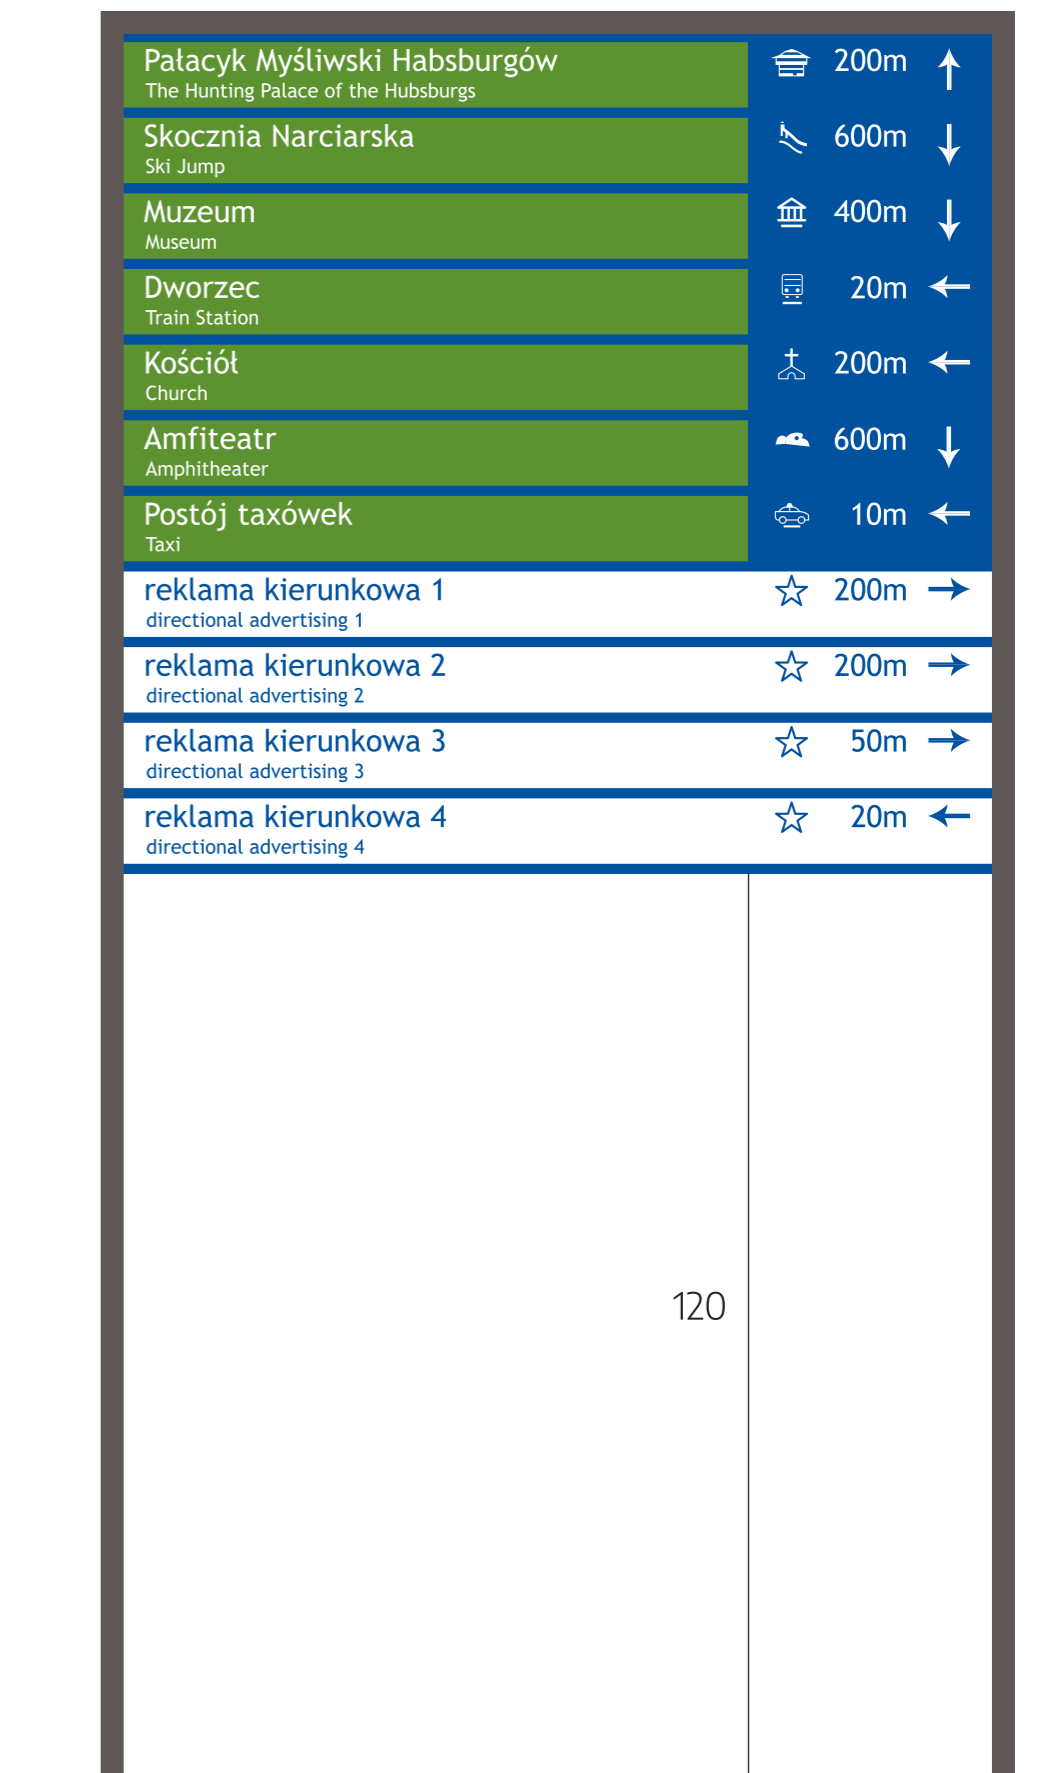 Pałacyk Myśliwski Habsburgów 200m
The Hunting Palace of the Hubsburgs
Skocznia Narciarska 600m
Ski Jump
Muzeum 400m
Museum
Dworzec 20m
Train Station
Kościół 200m
Church
Amfiteatr 600m
Amphitheater
Postój taxówek 10m
Taxi
reklama kierunkowa 1 200m
directional advertising 1
reklama kierunkowa 2 200m
directional advertising 2
reklama kierunkowa 3 50m
directional advertising 3
reklama kierunkowa 4 20m
directional advertising 4
120